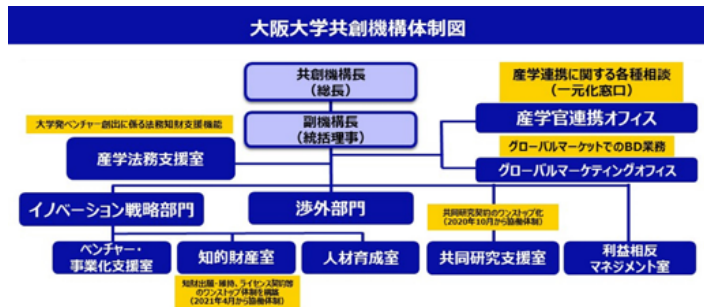 大阪大学共創機構体制図
共創機構長
(総長)
産学連携に関する各種相談
(一元化窓口)
大学発ベンチャー創出に係る法務知財支援機能
副機構長
(統括理事)
産学官連携オフィス
産学法務支援室
グローバルマーケットでのBD業務
グローバルマーケティングオフィス
イノベーション戦略部門
渉外部門
共同研究契約のワンストップ化
(2020年10月から協働体制)
ベンチャー・
事業化支援室
知的財産室
人材育成室
共同研究支援室
利益相反
マネジメント室
知財出願・維持、ライセンス契約等
のワンストップ体制を構築
(2021年4月から協働体制)